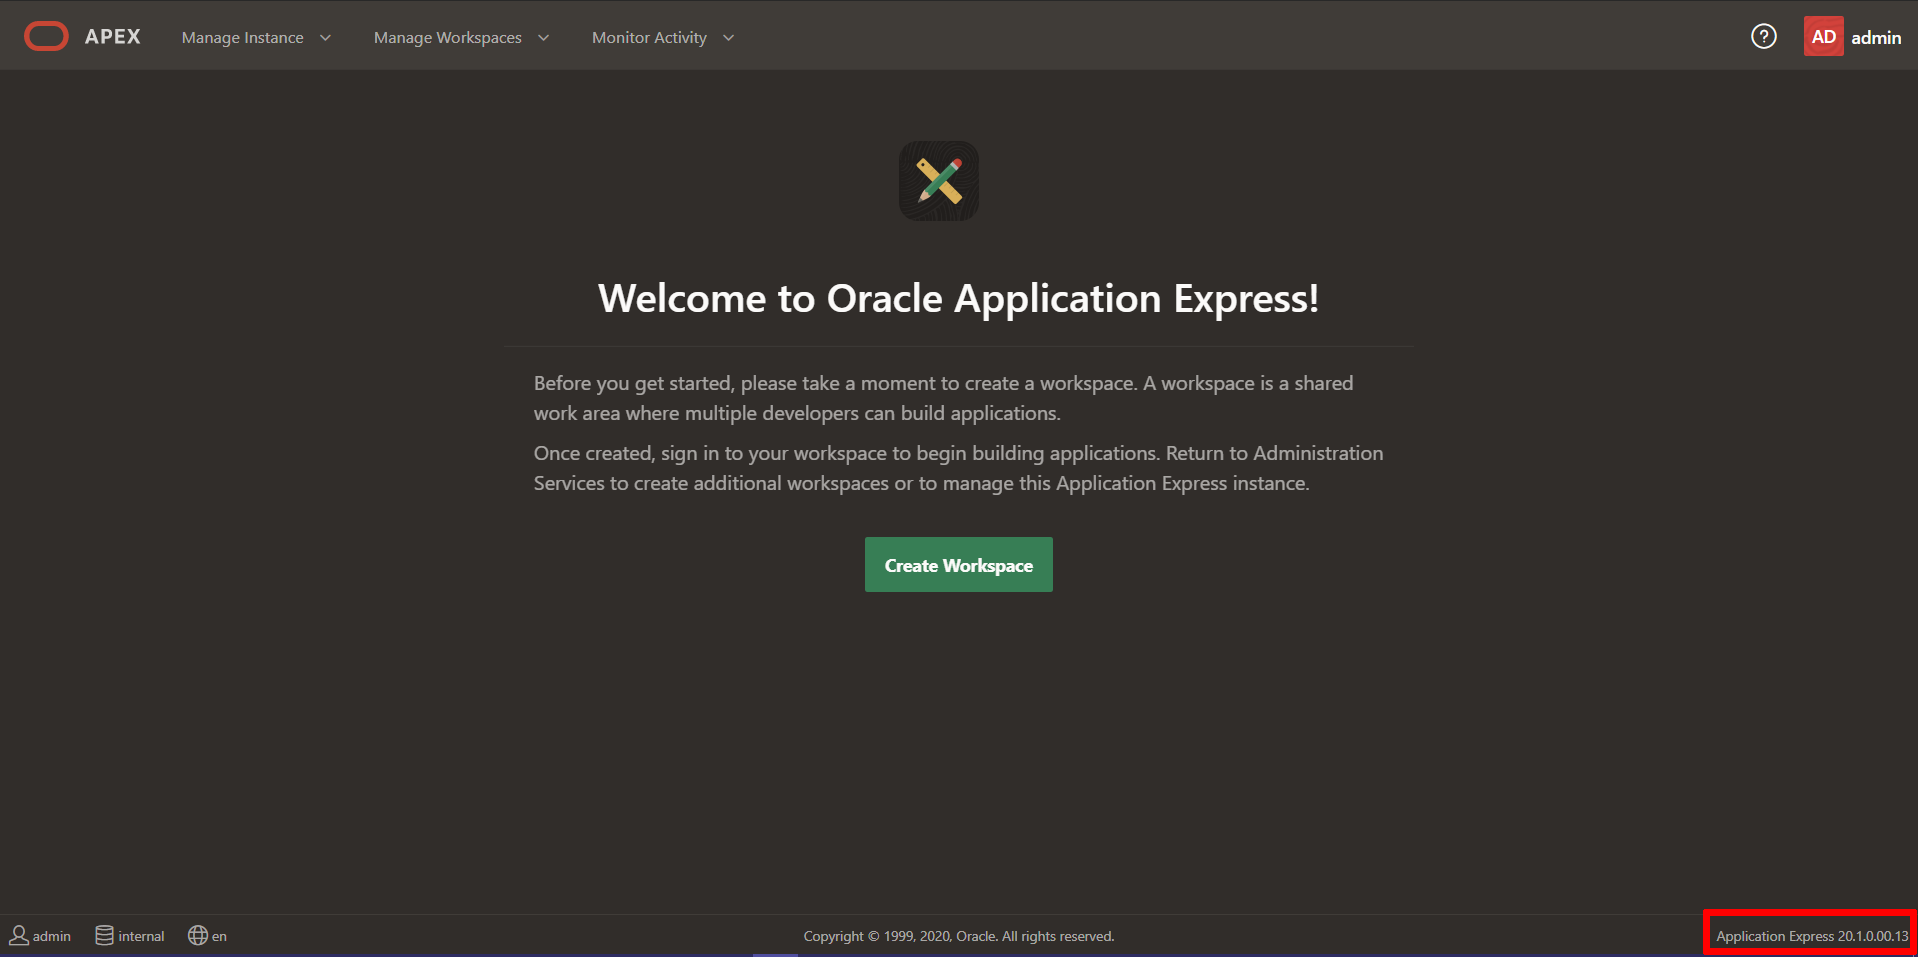 APEX Manage Instance Manage Workspaces Monitor Activity ? AD admin
Welcome to Oracle Application Express!
Before you get started, please take a moment to create a workspace. A workspace is a shared
work area where multiple developers can build applications.
Once created, sign in to your workspace to begin building applications. Return to Administration
Services to create additional workspaces or to manage this Application Express instance.
Create Workspace
admin internal en Copyright © 1999, 2020, Oracle. All rights reserved. Application Express 20.1.0.00.13